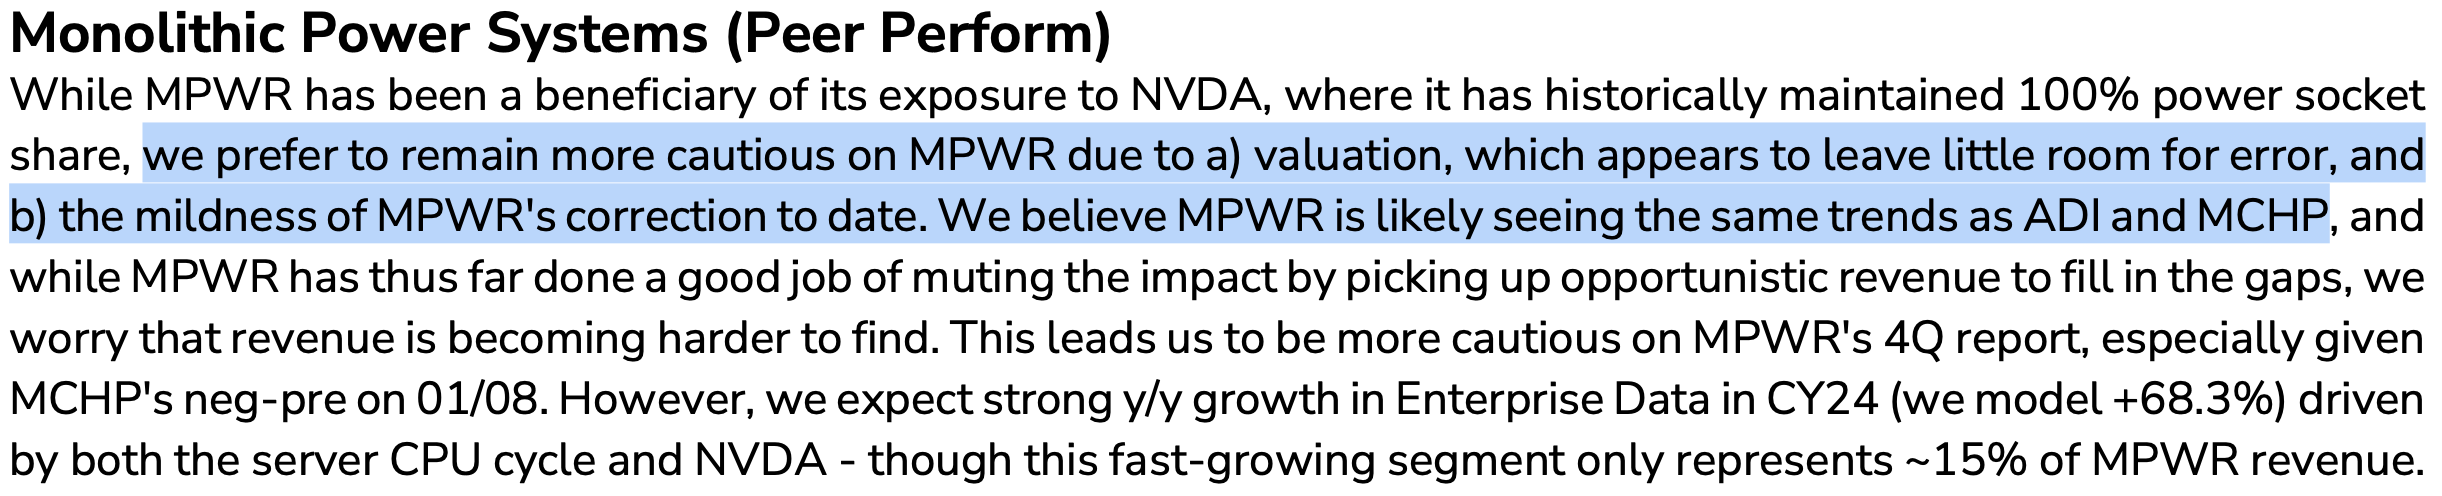 Monolithic Power Systems (Peer Perform)
While MPWR has been a beneficiary of its exposure to NVDA, where it has historically maintained 100% power socket
share, we prefer to remain more cautious on MPWR due to a) valuation, which appears to leave little room for error, and
b) the mildness of MPWR's correction to date. We believe MPWR is likely seeing the same trends as ADI and MCHP, and
while MPWR has thus far done a good job of muting the impact by picking up opportunistic revenue to fill in the gaps, we
worry that revenue is becoming harder to find. This leads us to be more cautious on MPWR's 4Q report, especially given
MCHP's neg-pre on 01/08. However, we expect strong y/y growth in Enterprise Data in CY24 (we model +68.3%) driven
by both the server CPU cycle and NVDA - though this fast-growing segment only represents ~15% of MPWR revenue.